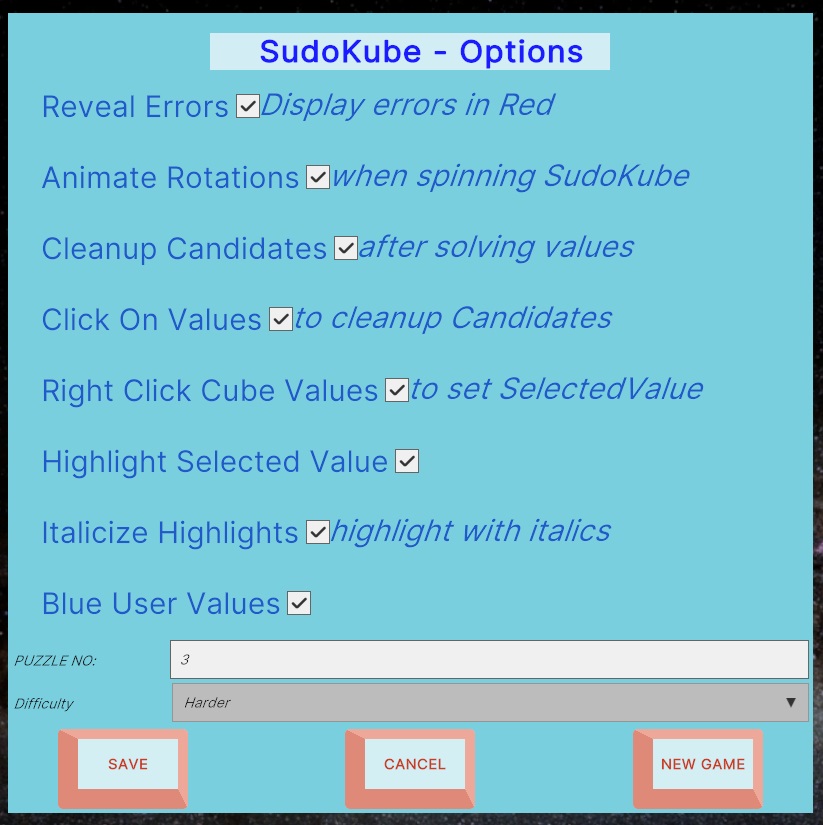 SudoKube - Options
Reveal Errors Display errors in Red
Animate Rotations when spinning SudoKube
Cleanup Candidates after solving values
Click On Values to cleanup Candidates
Right Click Cube Values to set SelectedValue
Highlight Selected Value
Italicize Highlights highlight with italics
Blue User Values
PUZZLE NO: 3
Difficulty Harder
SAVE CANCEL NEW GAME